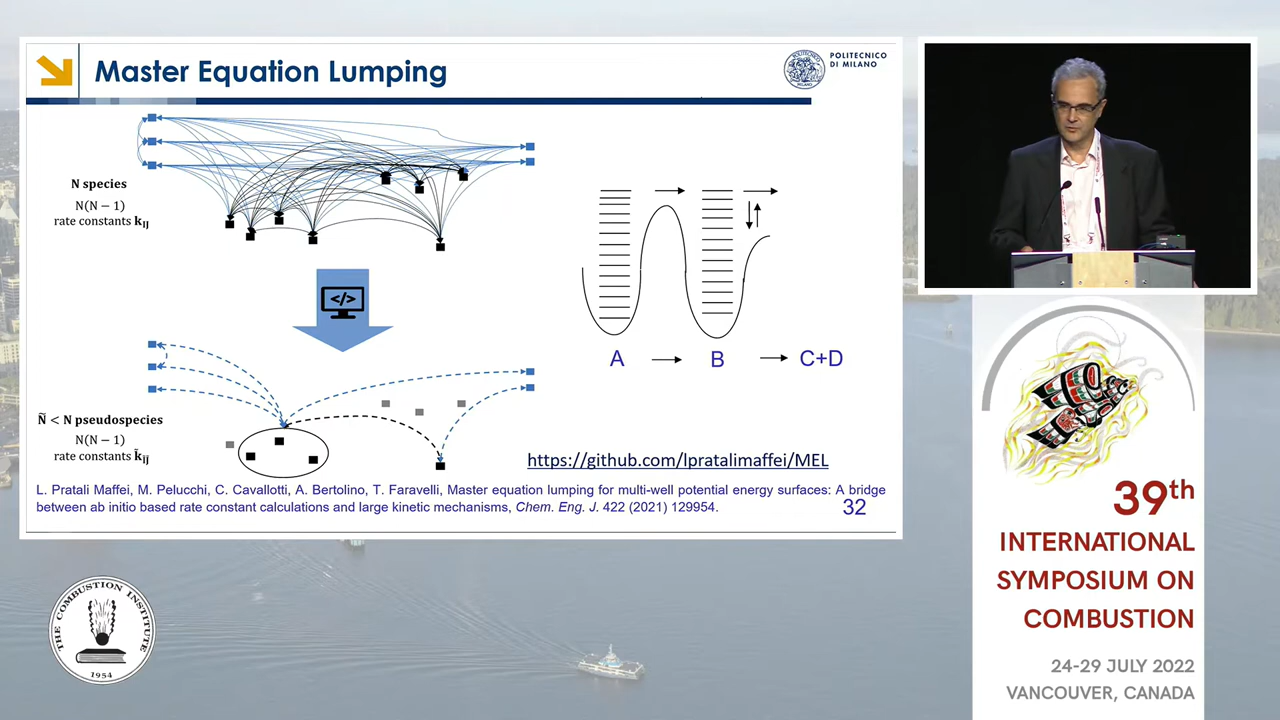 Master Equation Lumping
POLITECNICO
DI MILANO
N species
N(N − 1)
rate constants kIJ
</>
A → B → C+D
Ñ < N pseudospecies
N(N − 1)
rate constants k̃IJ
https://github.com/lpratalimaffei/MEL
L. Pratali Maffei, M. Pelucchi, C. Cavallotti, A. Bertolino, T. Faravelli, Master equation lumping for multi-well potential energy surfaces: A bridge
between ab initio based rate constant calculations and large kinetic mechanisms, Chem. Eng. J. 422 (2021) 129954.
32
THE COMBUSTION INSTITUTE
1954
39th
INTERNATIONAL
SYMPOSIUM ON
COMBUSTION
24-29 JULY 2022
VANCOUVER, CANADA